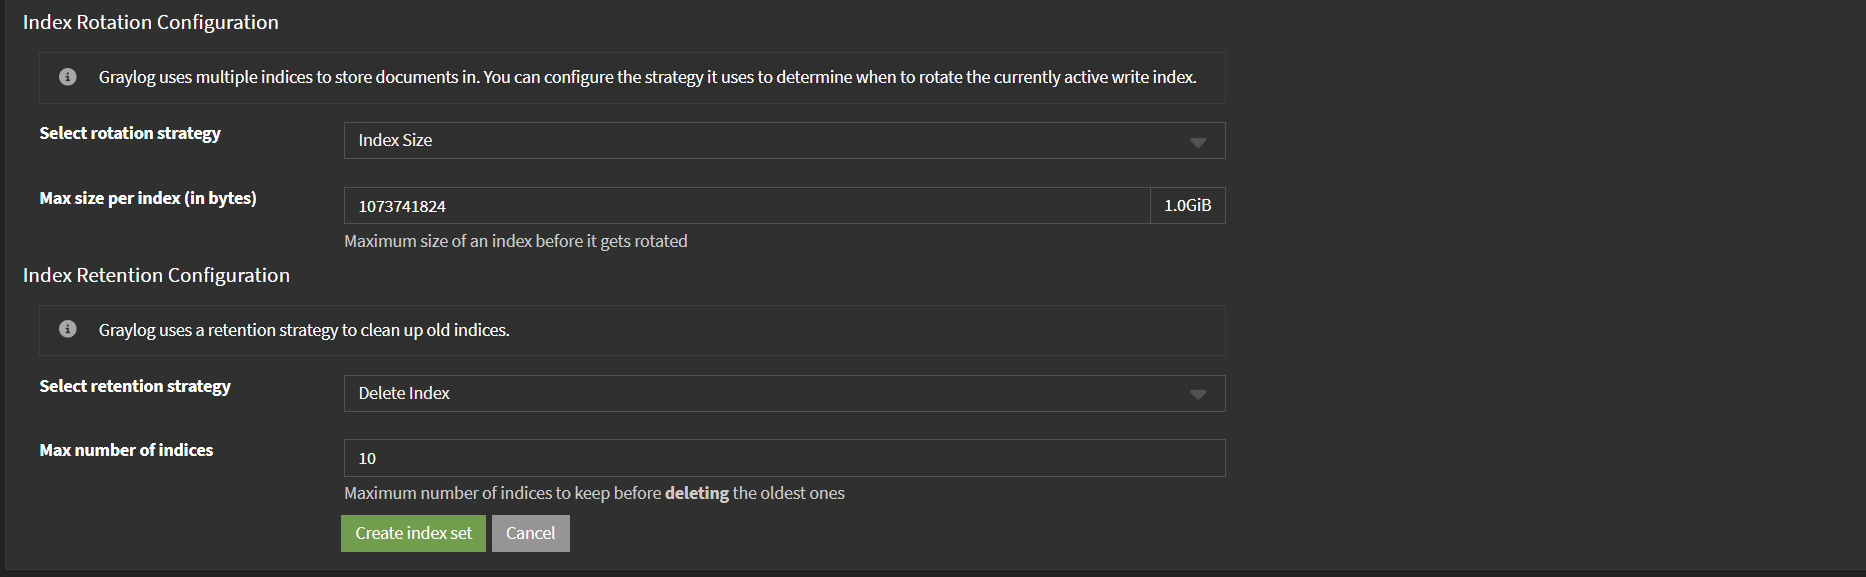 Index Rotation Configuration
Graylog uses multiple indices to store documents in. You can configure the strategy it uses to determine when to rotate the currently active write index.
Select rotation strategy
Index Size
Max size per index (in bytes)
1073741824
1.0GiB
Maximum size of an index before it gets rotated
Index Retention Configuration
Graylog uses a retention strategy to clean up old indices.
Select retention strategy
Delete Index
Max number of indices
10
Maximum number of indices to keep before deleting the oldest ones
Create index set
Cancel